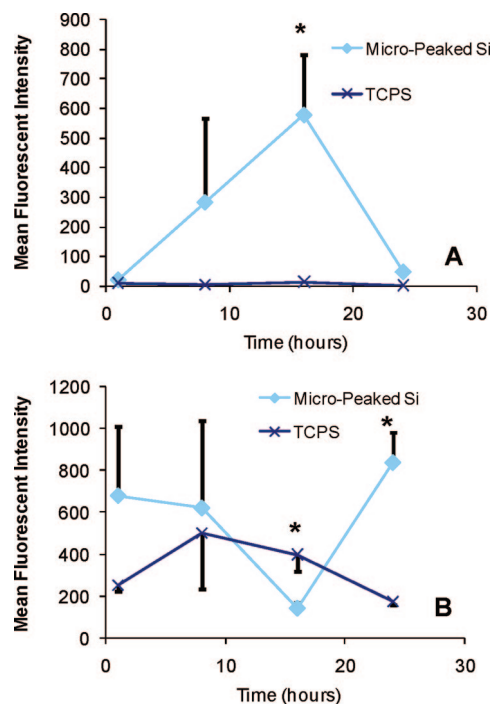 900
800
700
600
500
400
300
200
100
0
Mean Fluorescent Intensity
*
Micro-Peaked Si
TCPS
A
0
10
20
30
Time (hours)
1200
1000
800
600
400
200
0
Mean Fluorescent Intensity
Micro-Peaked Si
TCPS
*
*
B
0
10
20
30
Time (hours)